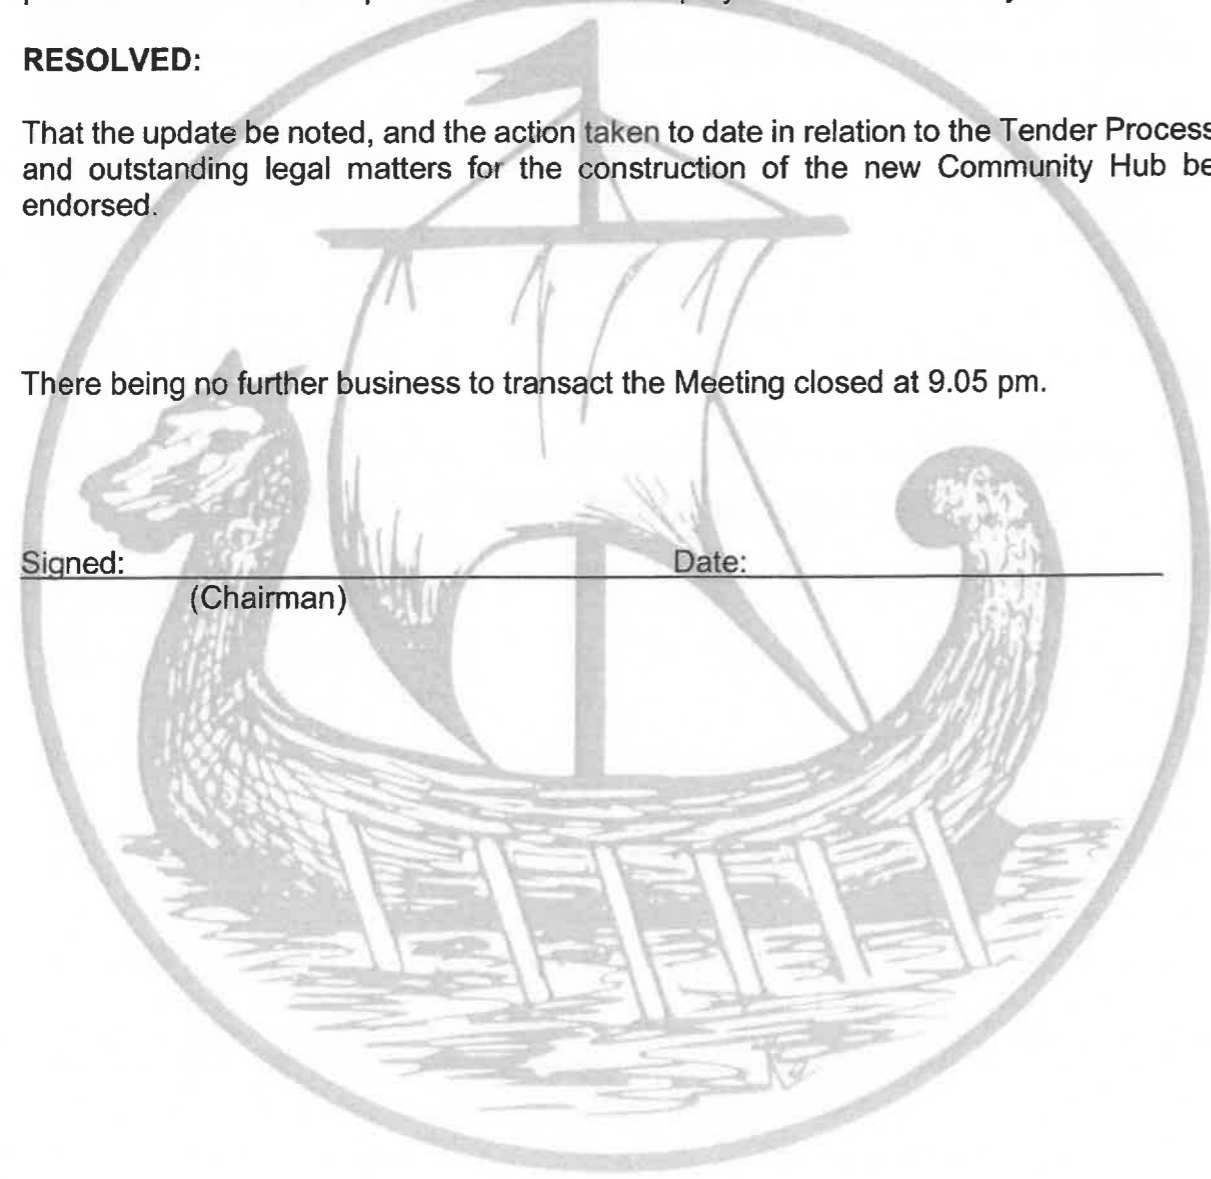 RESOLVED:
That the update be noted, and the action taken to date in relation to the Tender Process
and outstanding legal matters for the construction of the new Community Hub be
endorsed.
There being no further business to transact the Meeting closed at 9.05 pm.
Signed: Date:
(Chairman)